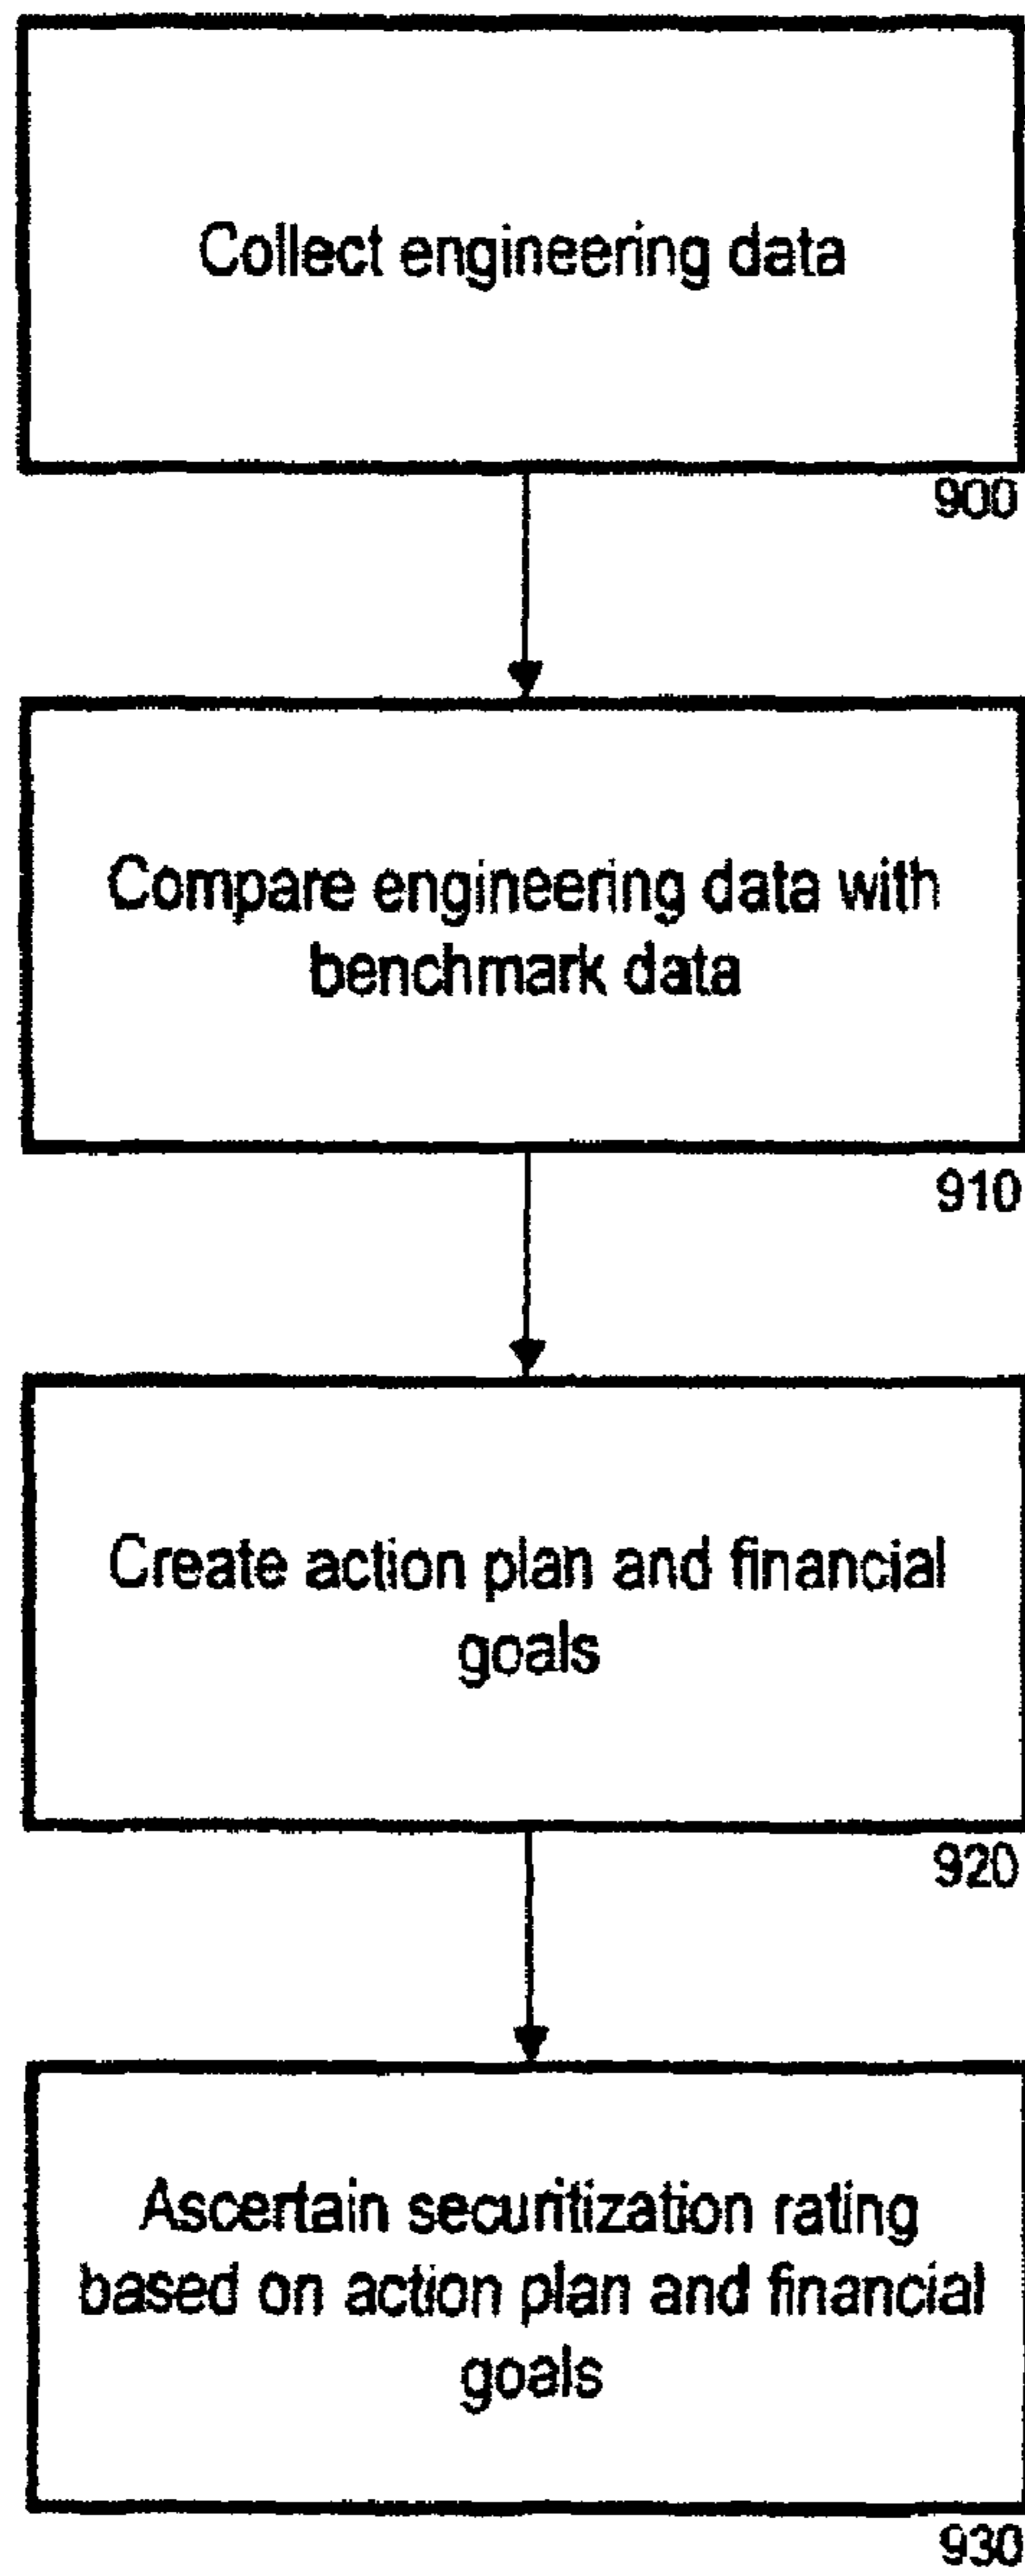 Collect engineering data
900
Compare engineering data with
benchmark data
910
Create action plan and financial
goals
920
Ascertain securitization rating
based on action plan and financial
goals
930